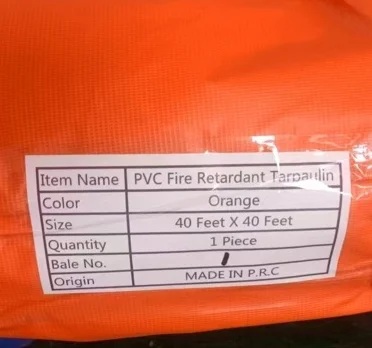 Item Name PVC Fire Retardant Tarpaulin
Color Orange
Size 40 Feet X 40 Feet
Quantity 1 Piece
Bale No. 1
Origin MADE IN P.R.C